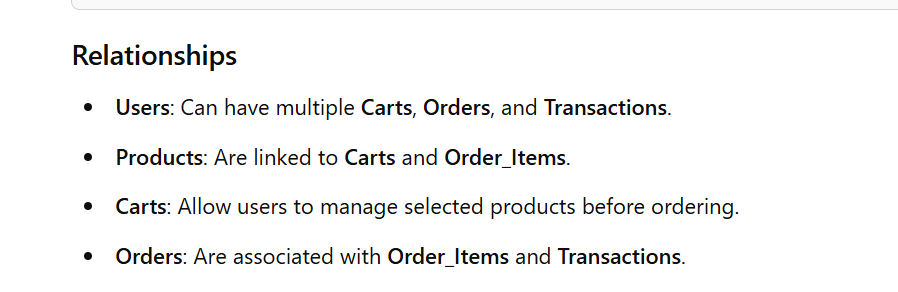 Relationships
• Users: Can have multiple Carts, Orders, and Transactions.
• Products: Are linked to Carts and Order_Items.
• Carts: Allow users to manage selected products before ordering.
• Orders: Are associated with Order_Items and Transactions.